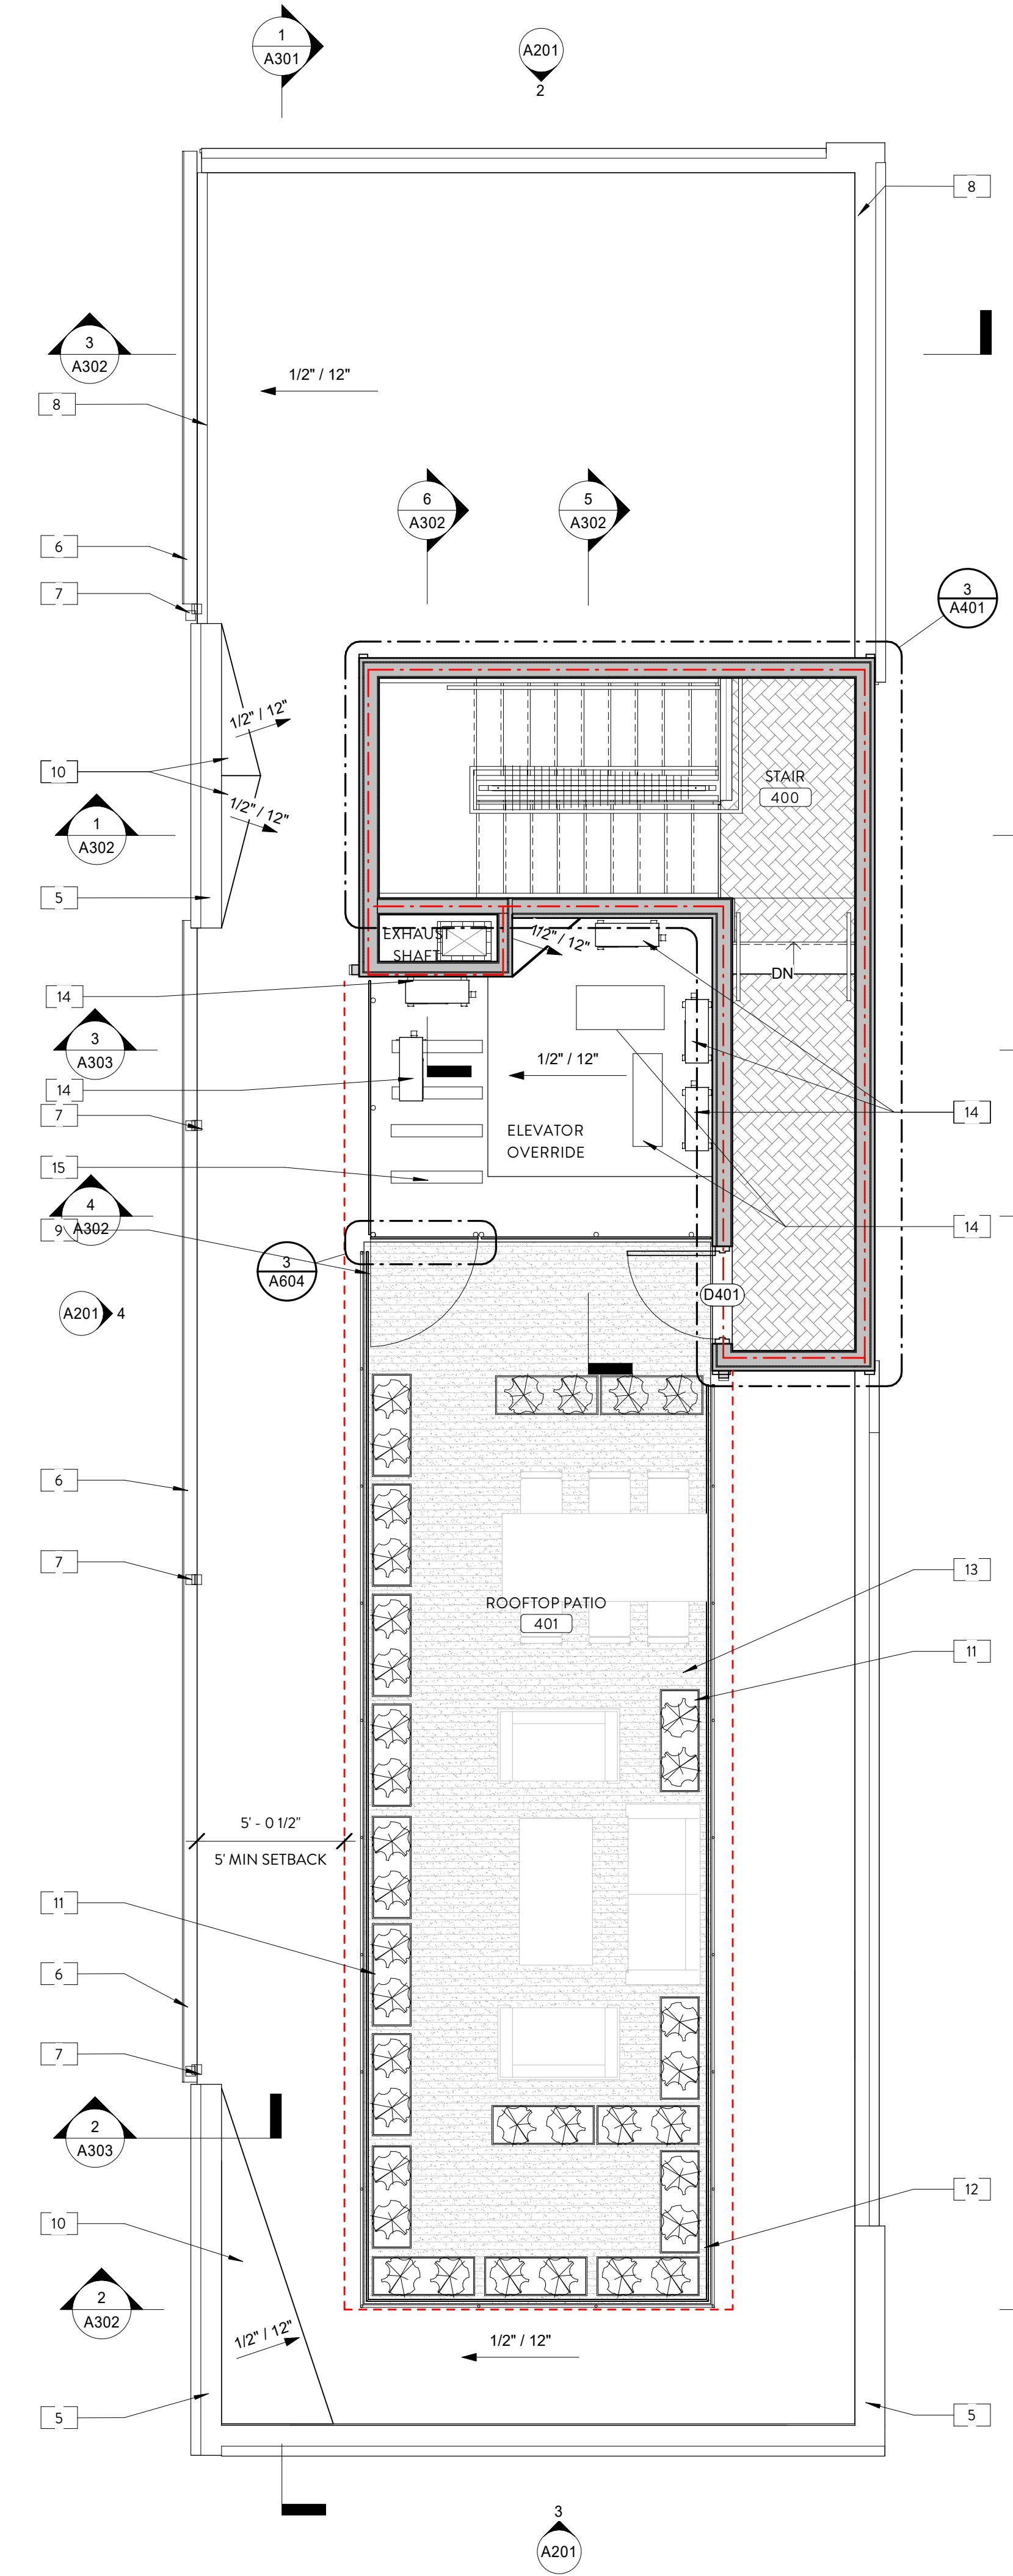 1
A301
A201
2
8
3
A302
1/2" / 12"
8
6
A302
5
A302
6
7
3
A401
1/2" / 12"
STAIR
400
10
1/2" / 12"
1
A302
5
EXHAUST
SHAFT
1/2" / 12"
DN
14
3
A303
1/2" / 12"
14
7
14
ELEVATOR
OVERRIDE
15
4
A302
9
14
3
A604
D401
A201
4
6
7
13
ROOFTOP PATIO
401
11
5' - 0 1/2"
5' MIN SETBACK
11
6
7
2
A303
12
10
2
A302
1/2" / 12"
1/2" / 12"
5
5
3
A201